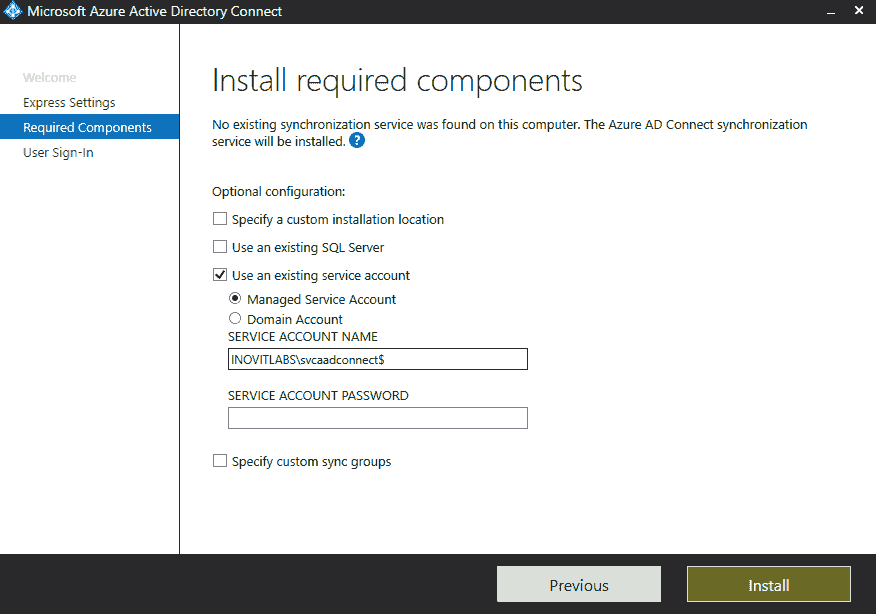 Microsoft Azure Active Directory Connect
Welcome
Express Settings
Required Components
User Sign-In
Install required components
No existing synchronization service was found on this computer. The Azure AD Connect synchronization
service will be installed. ?
Optional configuration:
Specify a custom installation location
Use an existing SQL Server
Use an existing service account
Managed Service Account
Domain Account
SERVICE ACCOUNT NAME
INOVITLABS\svcaadconnect$
SERVICE ACCOUNT PASSWORD
Specify custom sync groups
Previous
Install